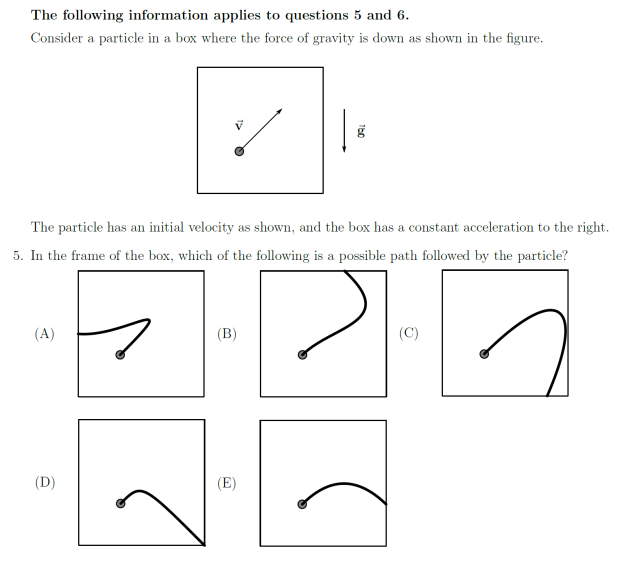 The following information applies to questions 5 and 6.
Consider a particle in a box where the force of gravity is down as shown in the figure.
v⃗
g⃗
The particle has an initial velocity as shown, and the box has a constant acceleration to the right.
5. In the frame of the box, which of the following is a possible path followed by the particle?
(A) (B) (C)
(D) (E)